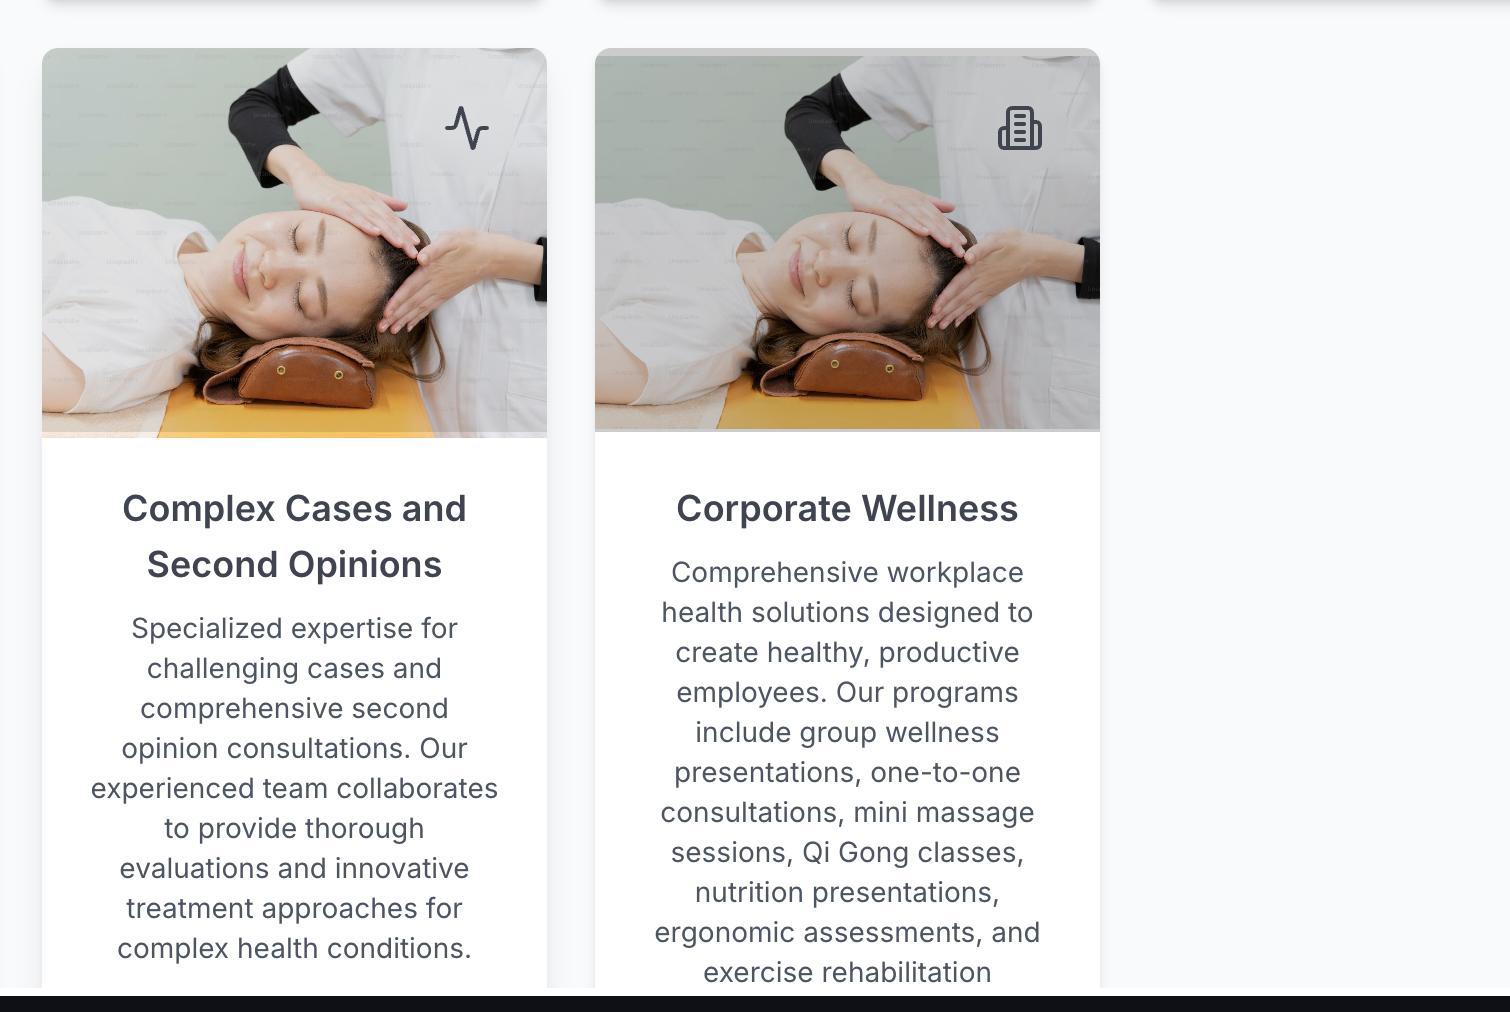 Complex Cases and
Second Opinions
Specialized expertise for
challenging cases and
comprehensive second
opinion consultations. Our
experienced team collaborates
to provide thorough
evaluations and innovative
treatment approaches for
complex health conditions.
Corporate Wellness
Comprehensive workplace
health solutions designed to
create healthy, productive
employees. Our programs
include group wellness
presentations, one-to-one
consultations, mini massage
sessions, Qi Gong classes,
nutrition presentations,
ergonomic assessments, and
exercise rehabilitation